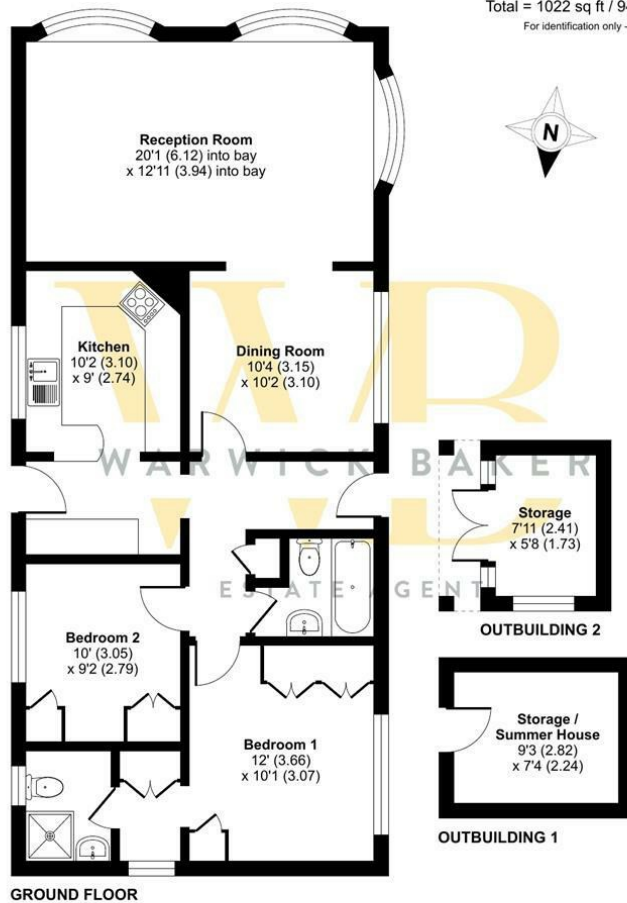 Total = 1022 sq ft / 9
For identification only -
N
Reception Room
20'1 (6.12) into bay
x 12'11 (3.94) into bay
Kitchen
10'2 (3.10)
x 9' (2.74)
Dining Room
10'4 (3.15)
x 10'2 (3.10)
WB
WARWICK BAKER
ESTATE AGENT
Storage
7'11 (2.41)
x 5'8 (1.73)
OUTBUILDING 2
Bedroom 2
10' (3.05)
x 9'2 (2.79)
Bedroom 1
12' (3.66)
x 10'1 (3.07)
Storage /
Summer House
9'3 (2.82)
x 7'4 (2.24)
OUTBUILDING 1
GROUND FLOOR